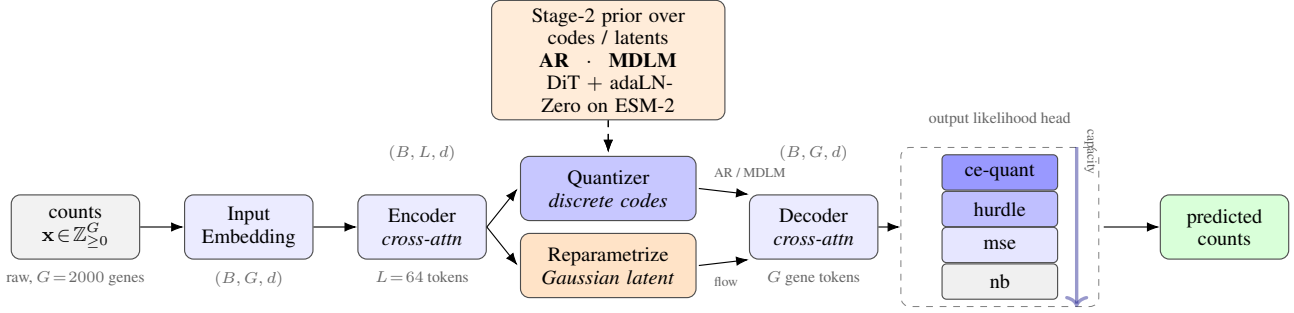 Stage-2 prior over
codes / latents
AR · MDLM
DiT + adaLN-
Zero on ESM-2
output likelihood head
capacity
(B, L, d)
(B, G, d)
counts
x ∈ ℤ^G_{≥0}
raw, G = 2000 genes
Input
Embedding
(B, G, d)
Encoder
cross-attn
L = 64 tokens
Quantizer
discrete codes
AR / MDLM
Reparametrize
Gaussian latent
flow
Decoder
cross-attn
G gene tokens
ce-quant
hurdle
mse
nb
predicted
counts